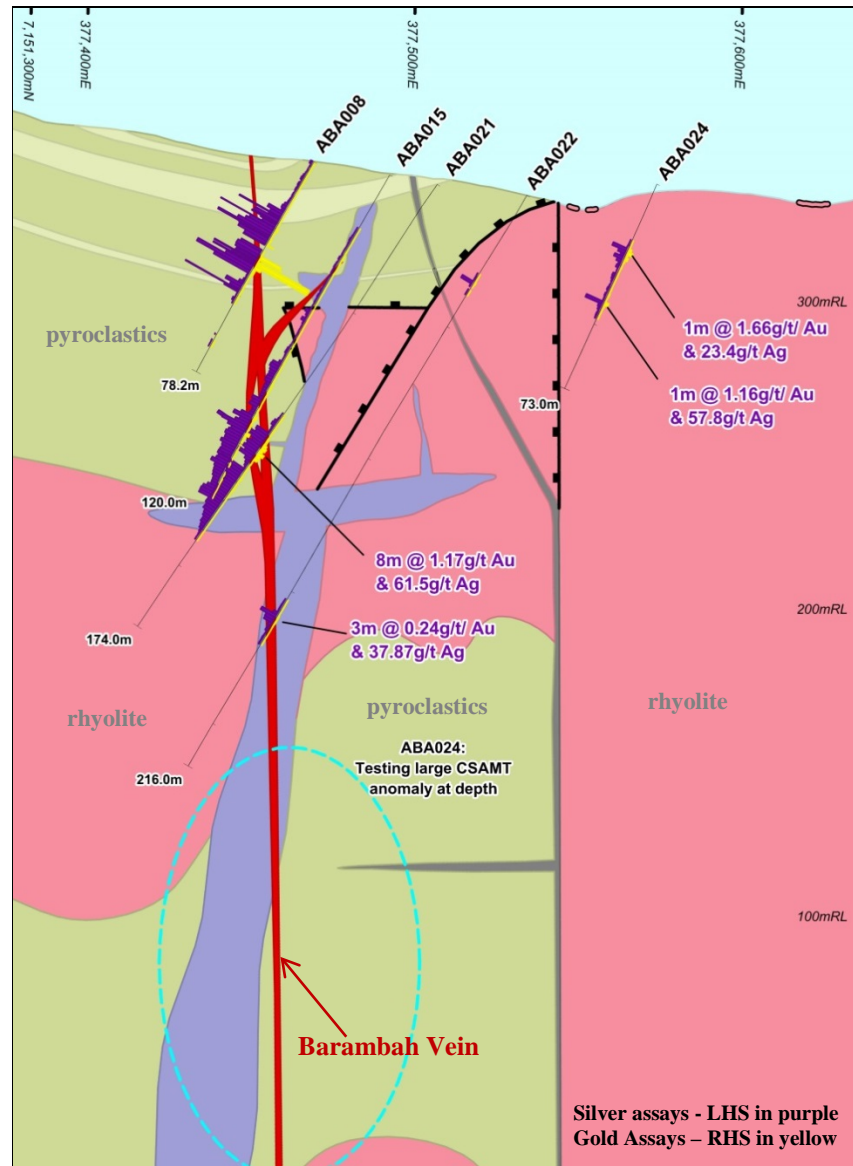 7,151,300mN
377,400mE
377,500mE
377,600mE
ABA008
ABA015
ABA021
ABA022
ABA024
300mRL
pyroclastics
1m @ 1.66g/t/ Au
& 23.4g/t Ag
78.2m
73.0m
1m @ 1.16g/t/ Au
& 57.8g/t Ag
120.0m
8m @ 1.17g/t Au
& 61.5g/t Ag
200mRL
174.0m
3m @ 0.24g/t/ Au
& 37.87g/t Ag
rhyolite
pyroclastics
rhyolite
ABA024:
Testing large CSAMT
anomaly at depth
216.0m
100mRL
Barambah Vein
Silver assays - LHS in purple
Gold Assays – RHS in yellow